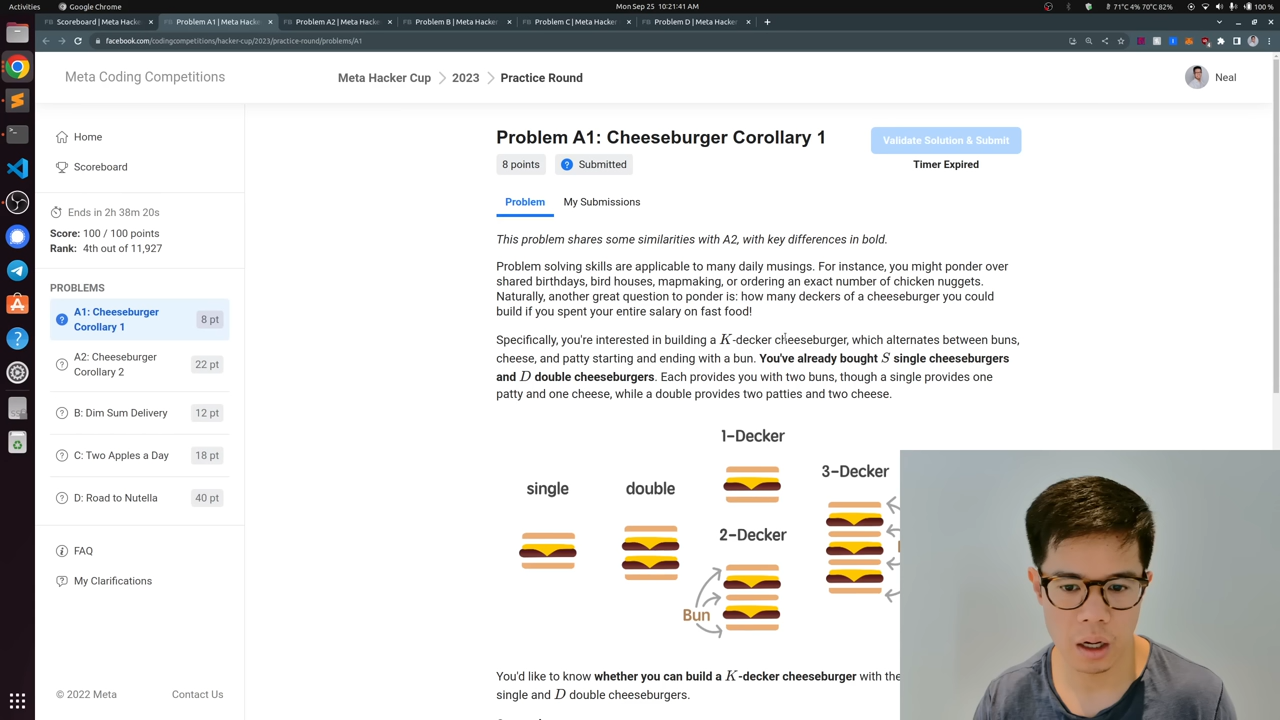 Activities
Google Chrome
Mon Sep 25 10:21:41 AM
71°C4% 70°C82%
100 %
Scoreboard | Meta Hacker
Problem A1 | Meta Hacker
Problem A2 | Meta Hacker
Problem B | Meta Hacker
Problem C | Meta Hacker
Problem D | Meta Hacker
facebook.com/codingcompetitions/hacker-cup/2023/practice-round/problems/A1
Meta Coding Competitions
Meta Hacker Cup
2023
Practice Round
Neal
Home
Scoreboard
Ends in 2h 38m 20s
Score: 100 / 100 points
Rank: 4th out of 11,927
PROBLEMS
A1: Cheeseburger
Corollary 1
8 pt
A2: Cheeseburger
Corollary 2
22 pt
B: Dim Sum Delivery
12 pt
C: Two Apples a Day
18 pt
D: Road to Nutella
40 pt
FAQ
My Clarifications
© 2022 Meta
Contact Us
Problem A1: Cheeseburger Corollary 1
Validate Solution & Submit
Timer Expired
8 points
Submitted
Problem
My Submissions
This problem shares some similarities with A2, with key differences in bold.
Problem solving skills are applicable to many daily musings. For instance, you might ponder over
shared birthdays, bird houses, mapmaking, or ordering an exact number of chicken nuggets.
Naturally, another great question to ponder is: how many deckers of a cheeseburger you could
build if you spent your entire salary on fast food!
Specifically, you're interested in building a K-decker cheeseburger, which alternates between buns,
cheese, and patty starting and ending with a bun. You've already bought S single cheeseburgers
and D double cheeseburgers. Each provides you with two buns, though a single provides one
patty and one cheese, while a double provides two patties and two cheese.
1-Decker
3-Decker
single
double
2-Decker
Bun
You'd like to know whether you can build a K-decker cheeseburger with the
single and D double cheeseburgers.